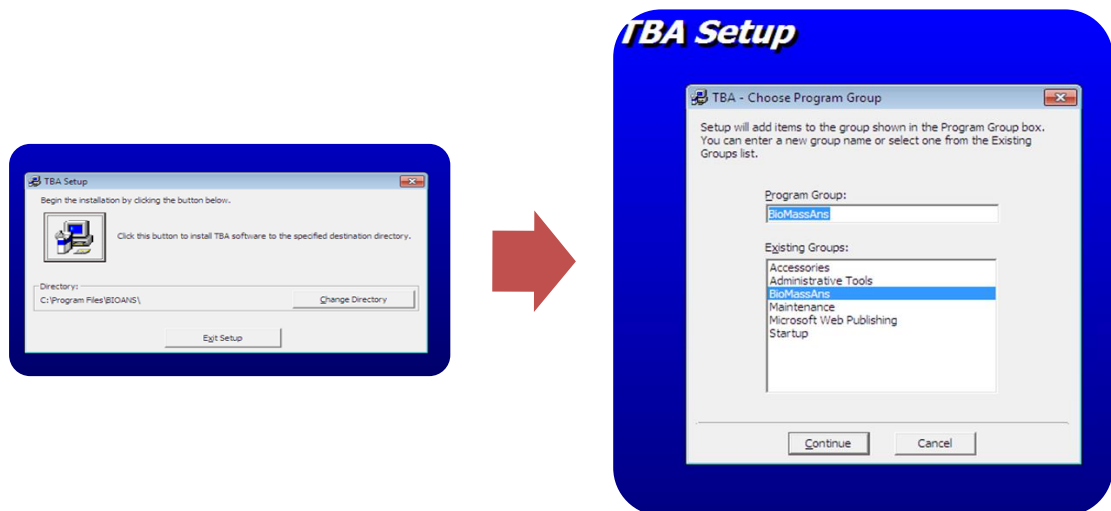 TBA Setup
Begin the installation by clicking the button below.
Click this button to install TBA software to the specified destination directory.
Directory:
C:\Program Files\BIOANS\
Change Directory
Exit Setup
TBA Setup
TBA - Choose Program Group
Setup will add items to the group shown in the Program Group box.
You can enter a new group name or select one from the Existing
Groups list.
Program Group:
BioMassAns
Existing Groups:
Accessories
Administrative Tools
BioMassAns
Maintenance
Microsoft Web Publishing
Startup
Continue
Cancel